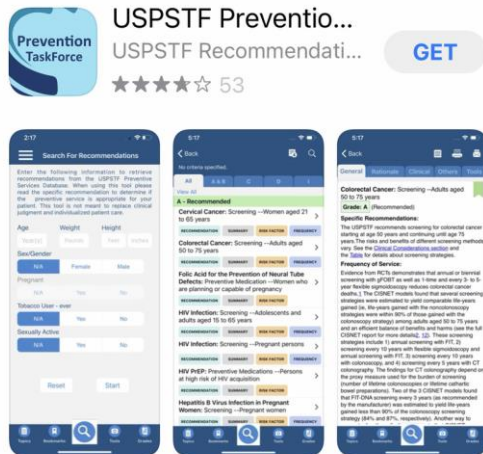 Prevention
TaskForce
USPSTF Preventio...
USPSTF Recommendati...
GET
53
2:17
Search For Recommendations
Enter the following information to retrieve
recommendations from the USPSTF Preventive
Services Database. When using this tool please
read the specific recommendation to determine if
the preventive service is appropriate for your
patient. This tool is not meant to replace clinical
judgment and individualized patient care.
Age Weight Height
Year(s) Pounds Feet Inches
Sex/Gender
N/A Female Male
Pregnant
N/A Yes No
Tobacco User - ever
N/A Yes No
Sexually Active
N/A Yes No
Reset Start
Topics Bookmarks Tools Grades
5:17
Back
No criteria specified.
All A & B C D I
View All
A - Recommended
Cervical Cancer: Screening --Women aged 21
to 65 years
RECOMMENDATION SUMMARY RISK FACTOR FREQUENCY
Colorectal Cancer: Screening --Adults aged
50 to 75 years
RECOMMENDATION SUMMARY RISK FACTOR FREQUENCY
Folic Acid for the Prevention of Neural Tube
Defects: Preventive Medication --Women who
are planning or capable of pregnancy
RECOMMENDATION SUMMARY RISK FACTOR FREQUENCY
HIV Infection: Screening --Adolescents and
adults aged 15 to 65 years
RECOMMENDATION SUMMARY RISK FACTOR FREQUENCY
HIV Infection: Screening --Pregnant persons
RECOMMENDATION SUMMARY RISK FACTOR FREQUENCY
HIV PrEP: Preventive Medications --Persons
at high risk of HIV acquisition
RECOMMENDATION SUMMARY RISK FACTOR FREQUENCY
Hepatitis B Virus Infection in Pregnant
Women: Screening --Pregnant women
RECOMMENDATION SUMMARY RISK FACTOR FREQUENCY
Topics Bookmarks Tools Grades
5:17
Back
General Rationale Clinical Others Tools
Colorectal Cancer: Screening --Adults aged
50 to 75 years
Grade: A (Recommended)
Specific Recommendations:
The USPSTF recommends screening for colorectal cancer
starting at age 50 years and continuing until age 75
years.The risks and benefits of different screening methods
vary. See the Clinical Considerations section and
the Table for details about screening strategies.
Frequency of Service:
Evidence from RCTs demonstrates that annual or biennial
screening with gFOBT as well as 1-time and every 3- to 5-
year flexible sigmoidoscopy reduces colorectal cancer
deaths. The CISNET models found that several screening
strategies were estimated to yield comparable life-years
gained (ie, life-years gained with the noncolonoscopy
strategies were within 90% of those gained with the
colonoscopy strategy) among adults aged 50 to 75 years
and an efficient balance of benefits and harms (see the full
CISNET report for more details). These screening
strategies include 1) annual screening with FIT, 2)
screening every 10 years with flexible sigmoidoscopy and
annual screening with FIT, 3) screening every 10 years
with colonoscopy, and 4) screening every 5 years with CT
colonography. The findings for CT colonography depend on
the proxy measure used for the burden of screening
(number of lifetime colonoscopies or lifetime cathartic
bowel preparations). Two of the 3 CISNET models found
that FIT-DNA screening every 3 years (as recommended
by the manufacturer) was estimated to yield life-years
gained less than 90% of the colonoscopy screening
strategy (84% and 87%, respectively). Another way to
Topics Bookmarks Tools Grades